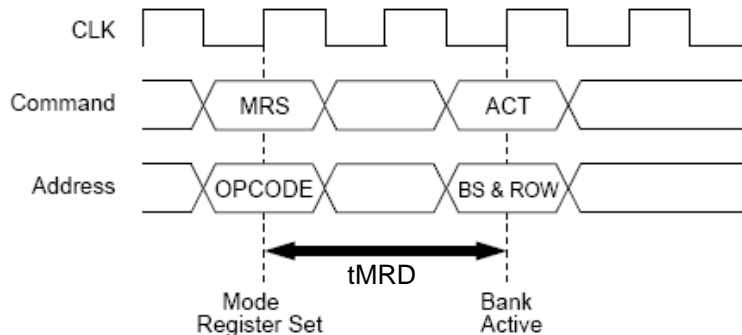 CLK
Command
MRS
ACT
Address
OPCODE
BS & ROW
tMRD
Mode
Register Set
Bank
Active